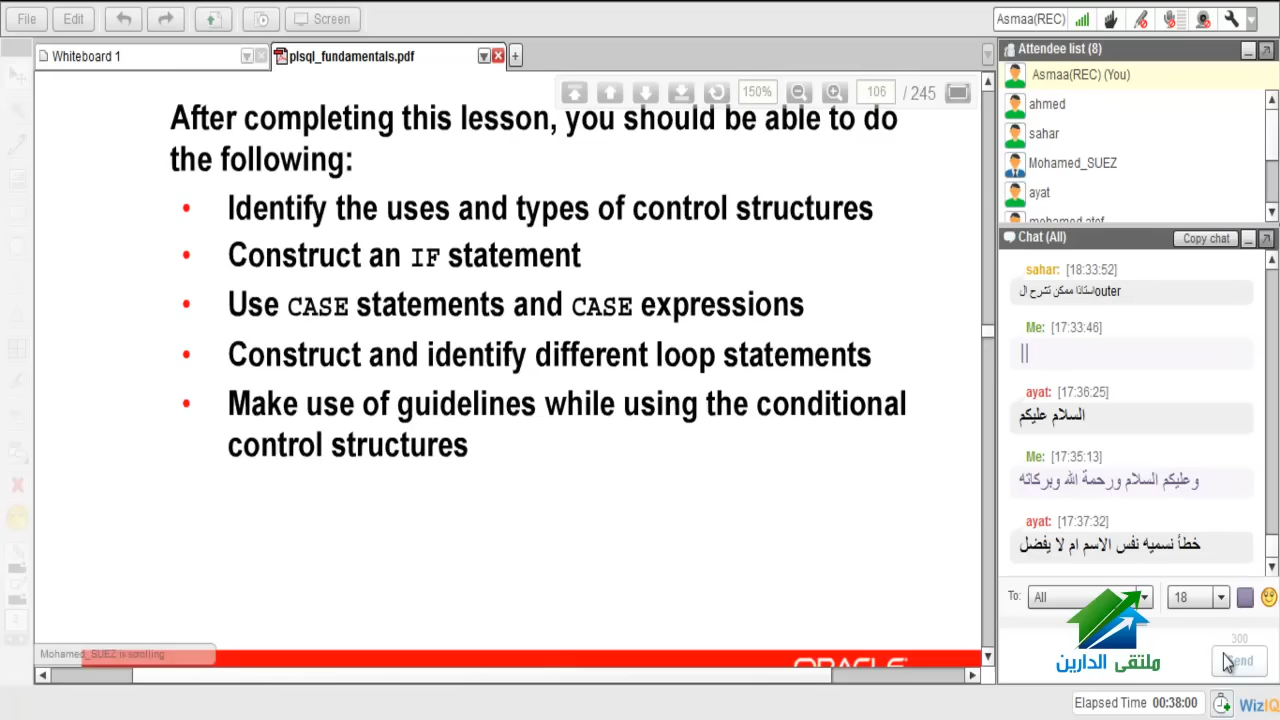 File
Edit
Screen
Asmaa(REC)
Whiteboard 1
plsql_fundamentals.pdf
+
150%
106
/ 245
After completing this lesson, you should be able to do
the following:
• Identify the uses and types of control structures
• Construct an IF statement
• Use CASE statements and CASE expressions
• Construct and identify different loop statements
• Make use of guidelines while using the conditional
control structures
Mohamed_SUEZ is scrolling
ORACLE
Attendee list (8)
Asmaa(REC) (You)
ahmed
sahar
Mohamed_SUEZ
ayat
mohamed atef
Chat (All)
Copy chat
sahar: [18:33:52]
استاذا ممكن تشرح ال outer
Me: [17:33:46]
||
ayat: [17:36:25]
السلام عليكم
Me: [17:35:13]
وعليكم السلام ورحمة الله وبركاته
ayat: [17:37:32]
خطأ نسميه نفس الاسم ام لا يفضل
To:
All
18
300
Send
ملتقى الدارين
Elapsed Time 00:38:00
WizIQ